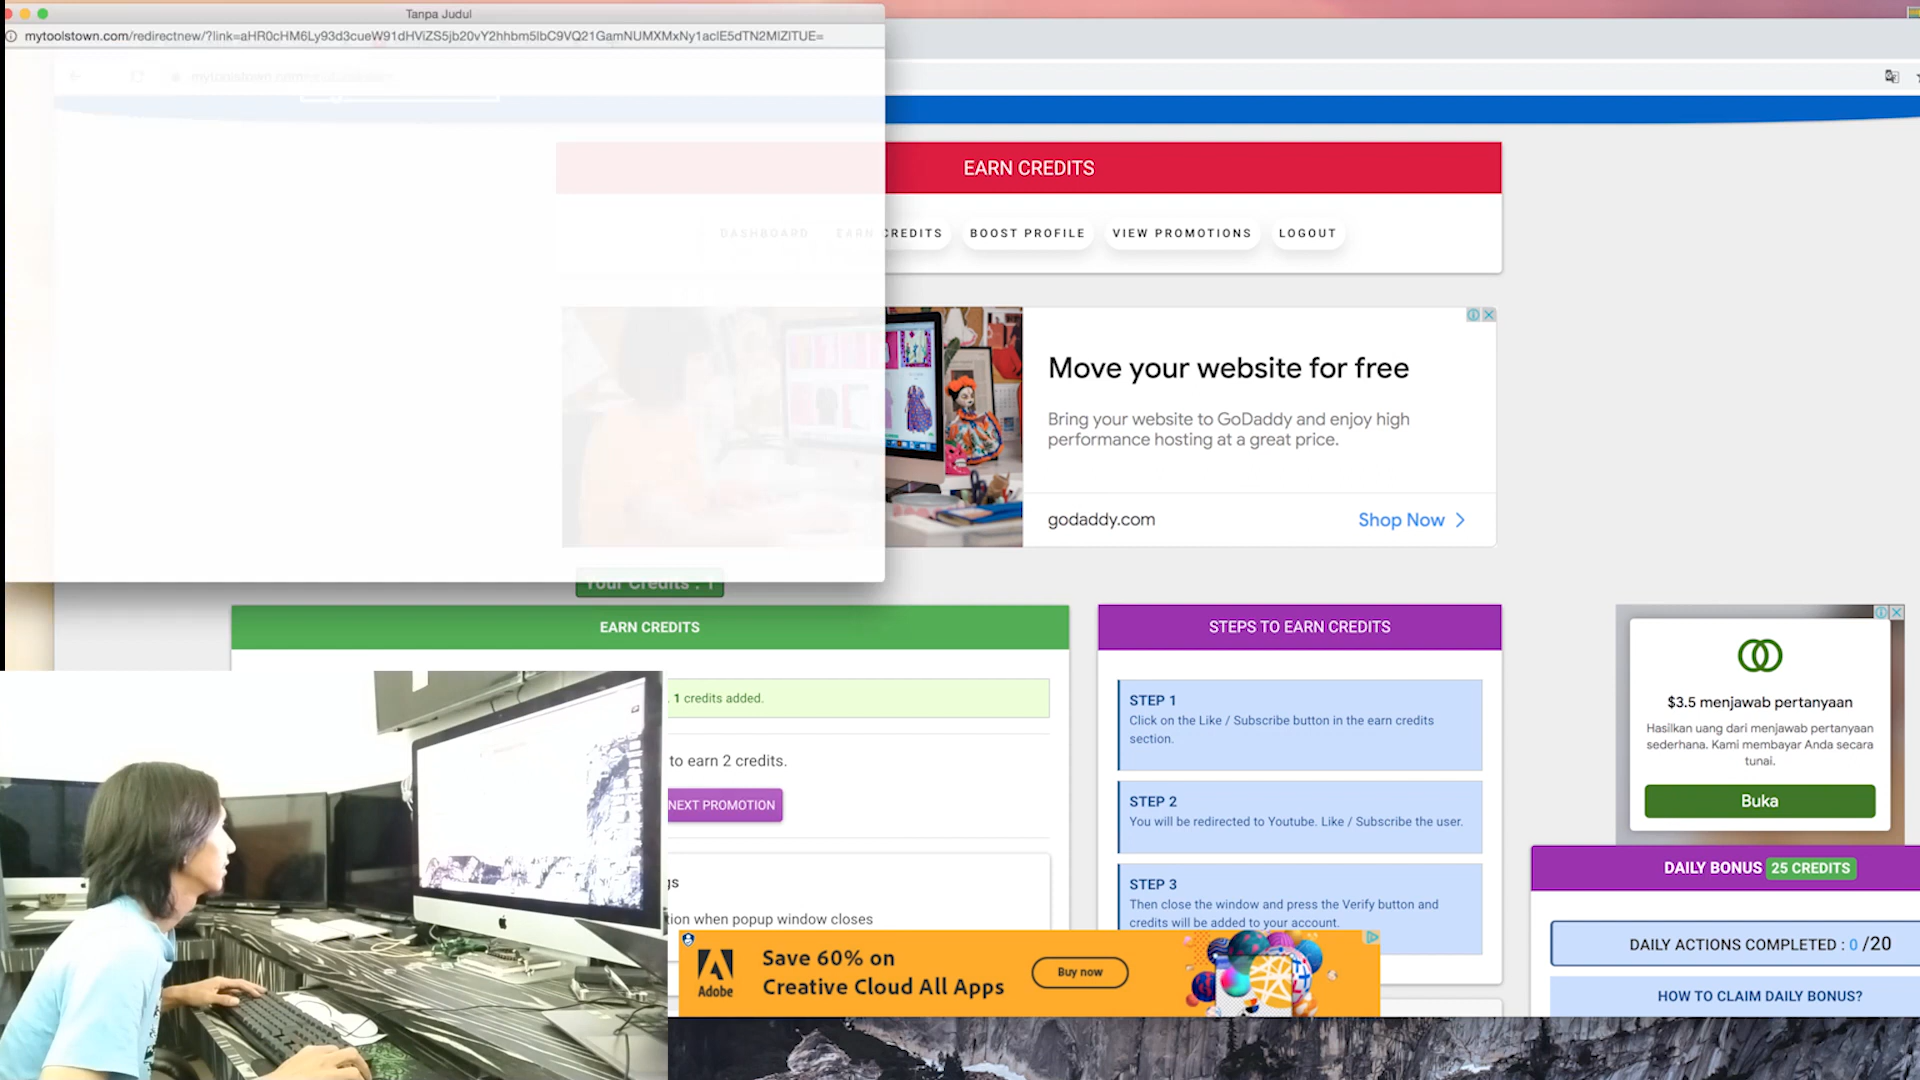 Tanpa Judul
EARN CREDITS
DASHBOARD
EARN CREDITS
BOOST PROFILE
VIEW PROMOTIONS
LOGOUT
Move your website for free
Bring your website to GoDaddy and enjoy high
performance hosting at a great price.
godaddy.com
Shop Now
Your Credits : 1
EARN CREDITS
1 credits added.
to earn 2 credits.
NEXT PROMOTION
gs
tion when popup window closes
STEPS TO EARN CREDITS
STEP 1
Click on the Like / Subscribe button in the earn credits
section.
STEP 2
You will be redirected to Youtube. Like / Subscribe the user.
STEP 3
Then close the window and press the Verify button and
credits will be added to your account.
$3.5 menjawab pertanyaan
Hasilkan uang dari menjawab pertanyaan
sederhana. Kami membayar Anda secara
tunai.
Buka
DAILY BONUS 25 CREDITS
DAILY ACTIONS COMPLETED : 0 /20
HOW TO CLAIM DAILY BONUS?
Adobe
Save 60% on
Creative Cloud All Apps
Buy now